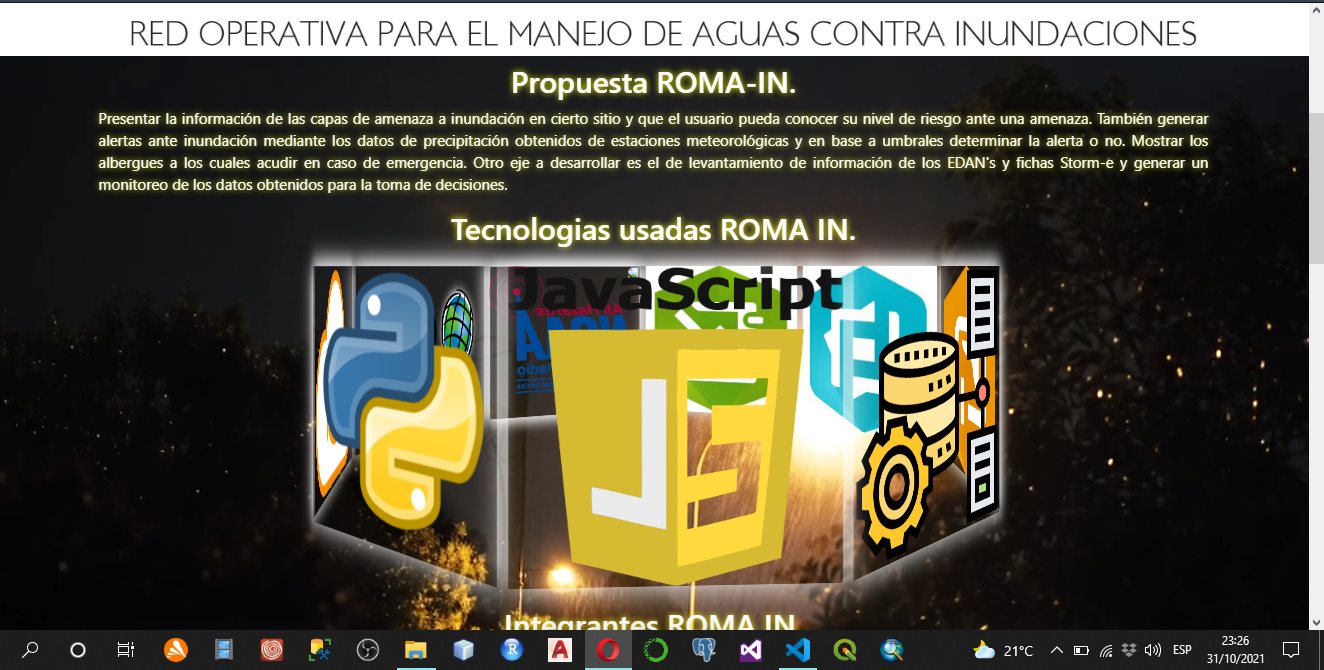 RED OPERATIVA PARA EL MANEJO DE AGUAS CONTRA INUNDACIONES
Propuesta ROMA-IN.
Presentar la información de las capas de amenaza a inundación en cierto sitio y que el usuario pueda conocer su nivel de riesgo ante una amenaza. También generar
alertas ante inundación mediante los datos de precipitación obtenidos de estaciones meteorológicas y en base a umbrales determinar la alerta o no. Mostrar los
albergues a los cuales acudir en caso de emergencia. Otro eje a desarrollar es el de levantamiento de información de los EDAN's y fichas Storm-e y generar un
monitoreo de los datos obtenidos para la toma de decisiones.
Tecnologias usadas ROMA IN.
JavaScript
Integrantes ROMA IN
21°C
ESP
23:26
31/10/2021